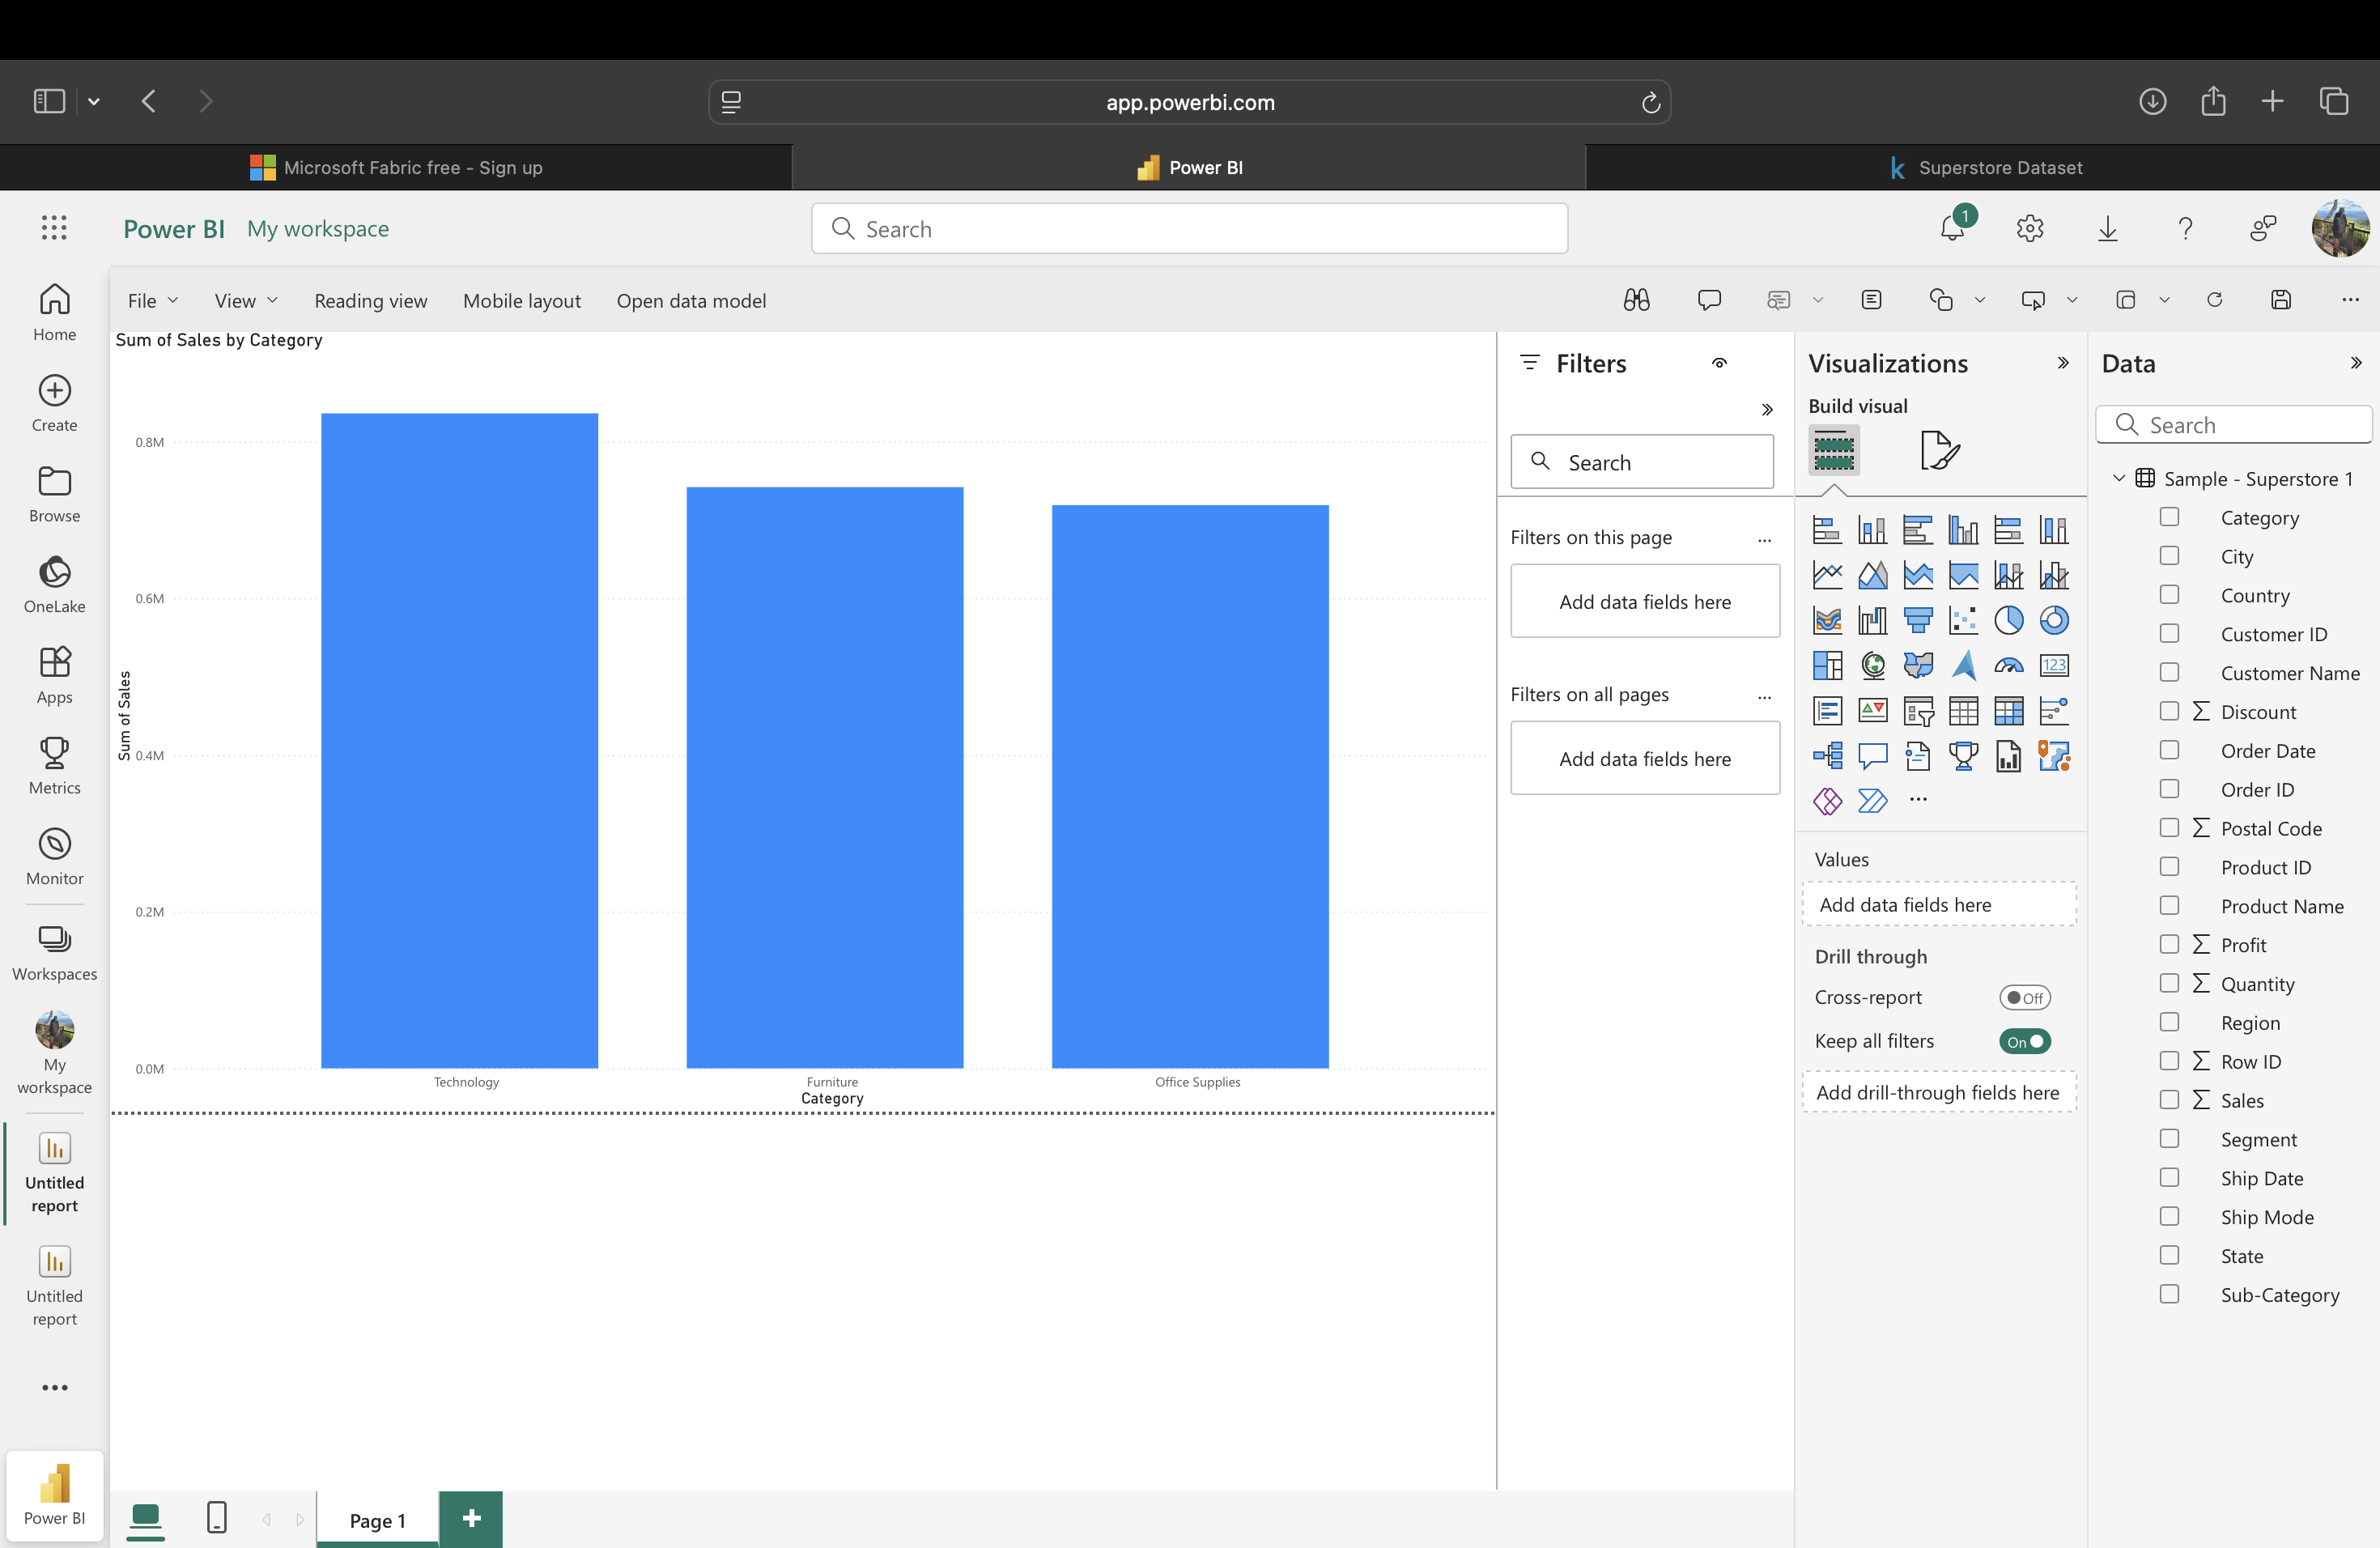 app.powerbi.com
Microsoft Fabric free - Sign up
Power BI
k Superstore Dataset
Power BI My workspace
Search
1
Home
Create
Browse
OneLake
Apps
Metrics
Monitor
Workspaces
My
workspace
Untitled
report
Untitled
report
Power BI
File View Reading view Mobile layout Open data model
Sum of Sales by Category
0.8M
0.6M
0.4M
0.2M
0.0M
Sum of Sales
Technology Furniture Office Supplies
Category
Page 1
Filters
Search
Filters on this page ...
Add data fields here
Filters on all pages ...
Add data fields here
Visualizations
Build visual
123
Values
Add data fields here
Drill through
Cross-report Off
Keep all filters On
Add drill-through fields here
Data
Search
Sample - Superstore 1
Category
City
Country
Customer ID
Customer Name
∑ Discount
Order Date
Order ID
∑ Postal Code
Product ID
Product Name
∑ Profit
∑ Quantity
Region
∑ Row ID
∑ Sales
Segment
Ship Date
Ship Mode
State
Sub-Category